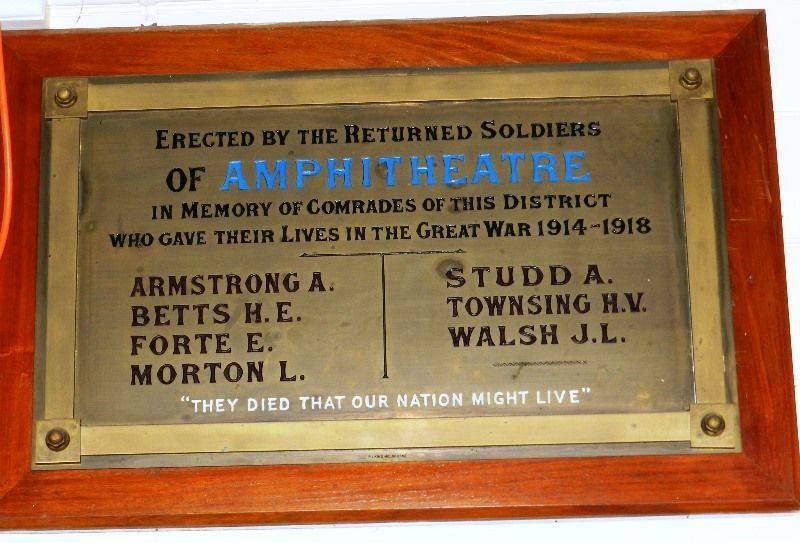 ERECTED BY THE RETURNED SOLDIERS
OF AMPHITHEATRE
IN MEMORY OF COMRADES OF THIS DISTRICT
WHO GAVE THEIR LIVES IN THE GREAT WAR 1914-1918
ARMSTRONG A.
BETTS H.E.
FORTE E.
MORTON L.
STUDD A.
TOWNSING H.V.
WALSH J.L.
"THEY DIED THAT OUR NATION MIGHT LIVE"